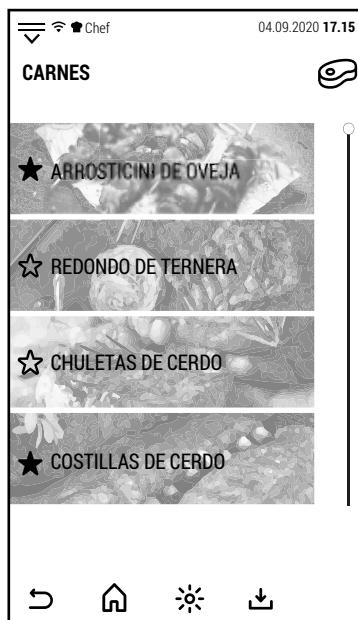 Chef 04.09.2020 17.15
CARNES
ARROSTICINI DE OVEJA
REDONDO DE TERNERA
CHULETAS DE CERDO
COSTILLAS DE CERDO